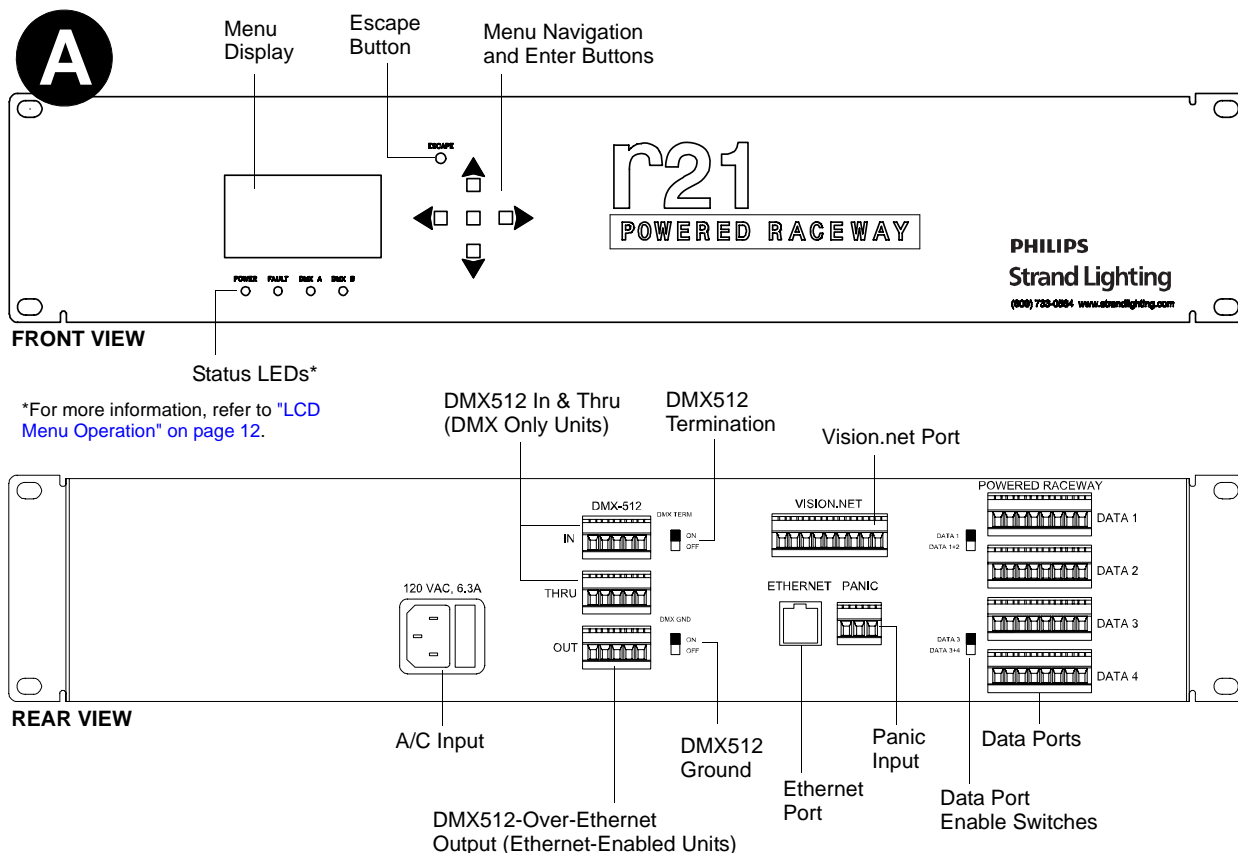 A
Menu
Display
Escape
Button
Menu Navigation
and Enter Buttons
ESCAPE
r21
POWERED RACEWAY
PHILIPS
Strand Lighting
www.strandlighting.com
POWER FAULT DMX A DMX B
FRONT VIEW
Status LEDs*
*For more information, refer to "LCD
Menu Operation" on page 12.
DMX512 In & Thru
(DMX Only Units)
DMX512
Termination
Vision.net Port
DMX-512
DMX TERM
IN
ON
OFF
VISION.NET
POWERED RACEWAY
DATA 1
DATA 1
DATA 1+2
DATA 2
120 VAC, 6.3A
THRU
ETHERNET
PANIC
DMX GND
OUT
ON
OFF
DATA 3
DATA 3
DATA 3+4
DATA 4
REAR VIEW
A/C Input
DMX512
Ground
Panic
Input
Data Ports
Ethernet
Port
Data Port
Enable Switches
DMX512-Over-Ethernet
Output (Ethernet-Enabled Units)